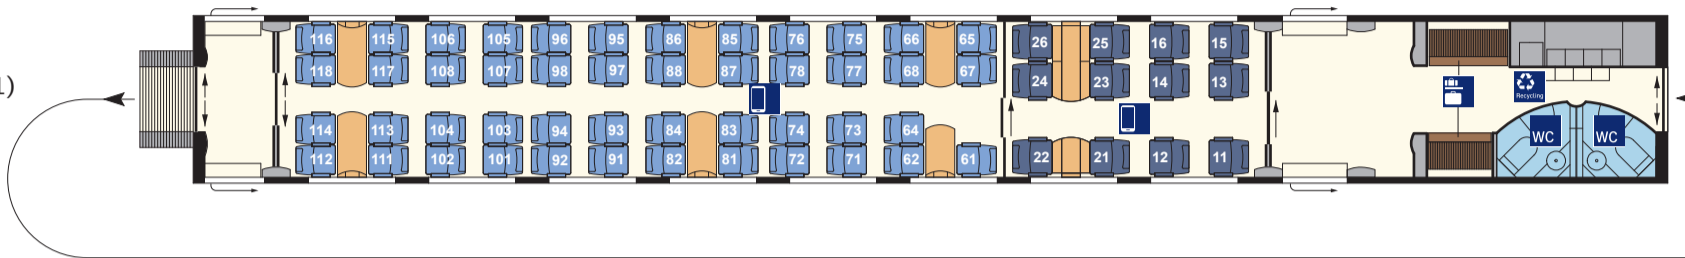 116 115 106 105 96 95 86 85 76 75 66 65 26 25 16 15
118 117 108 107 98 97 88 87 78 77 68 67 24 23 14 13
Recycling
114 113 104 103 94 93 84 83 74 73 64
WC WC
112 111 102 101 92 91 82 81 72 71 62 61 22 21 12 11